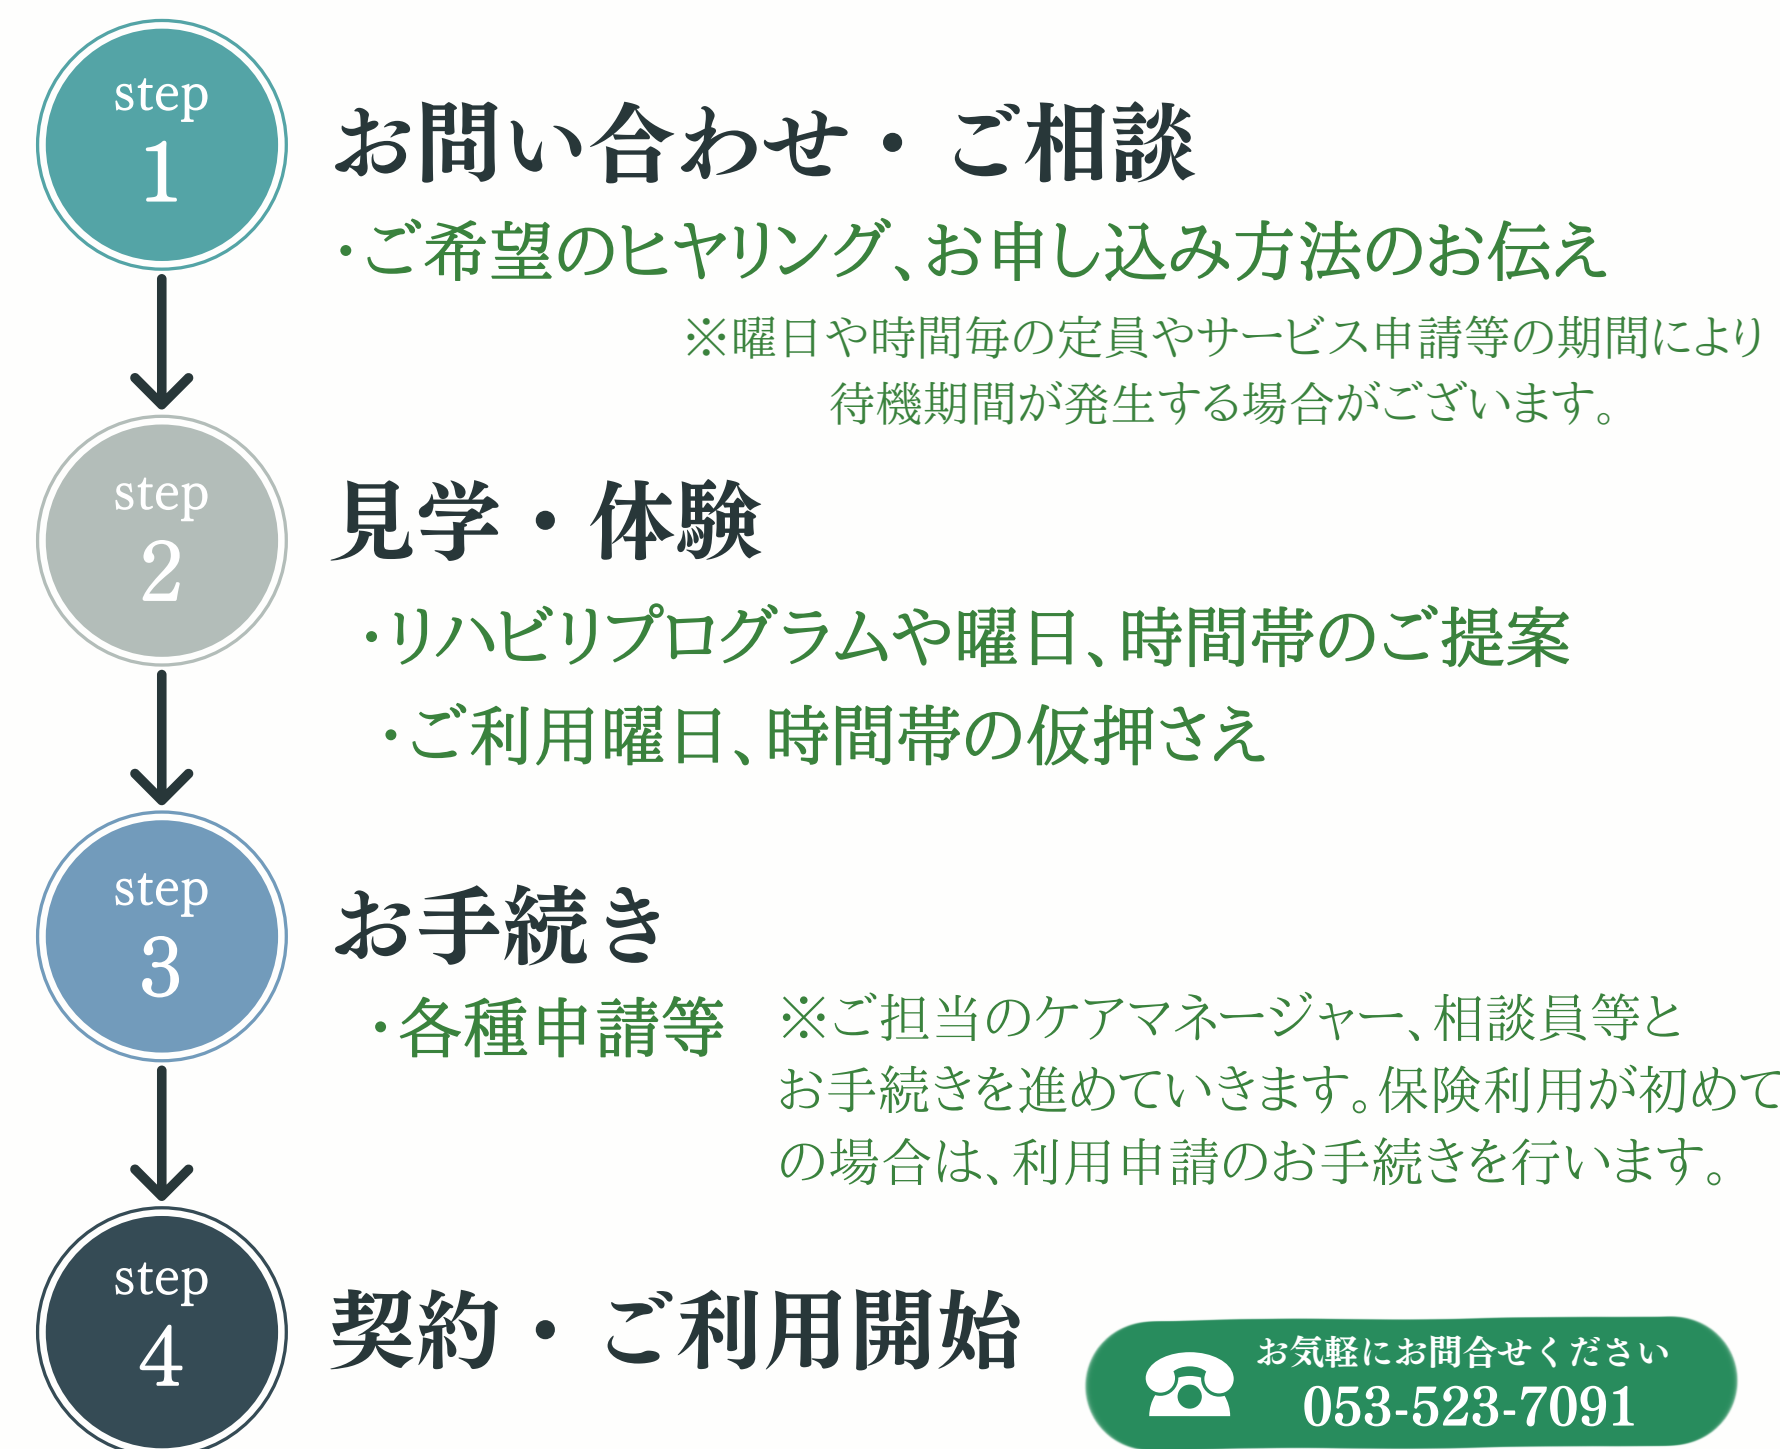 step
1
お問い合わせ・ご相談
・ご希望のヒヤリング、お申し込み方法のお伝え
※曜日や時間毎の定員やサービス申請等の期間により
待機期間が発生する場合がございます。
step
2
見学・体験
・リハビリプログラムや曜日、時間帯のご提案
・ご利用曜日、時間帯の仮押さえ
step
3
お手続き
・各種申請等
※ご担当のケアマネージャー、相談員等と
お手続きを進めていきます。保険利用が初めて
の場合は、利用申請のお手続きを行います。
step
4
契約・ご利用開始
お気軽にお問合せください
053-523-7091